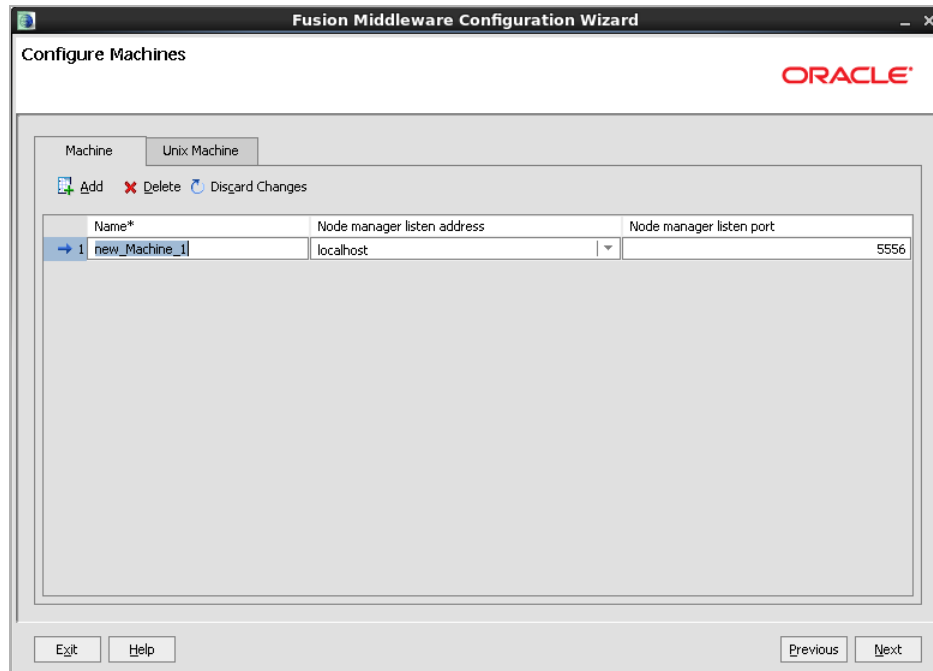 Fusion Middleware Configuration Wizard
Configure Machines
ORACLE
Machine Unix Machine
Add Delete Discard Changes
Name* Node manager listen address Node manager listen port
1 new_Machine_1 localhost 5556
Exit Help Previous Next